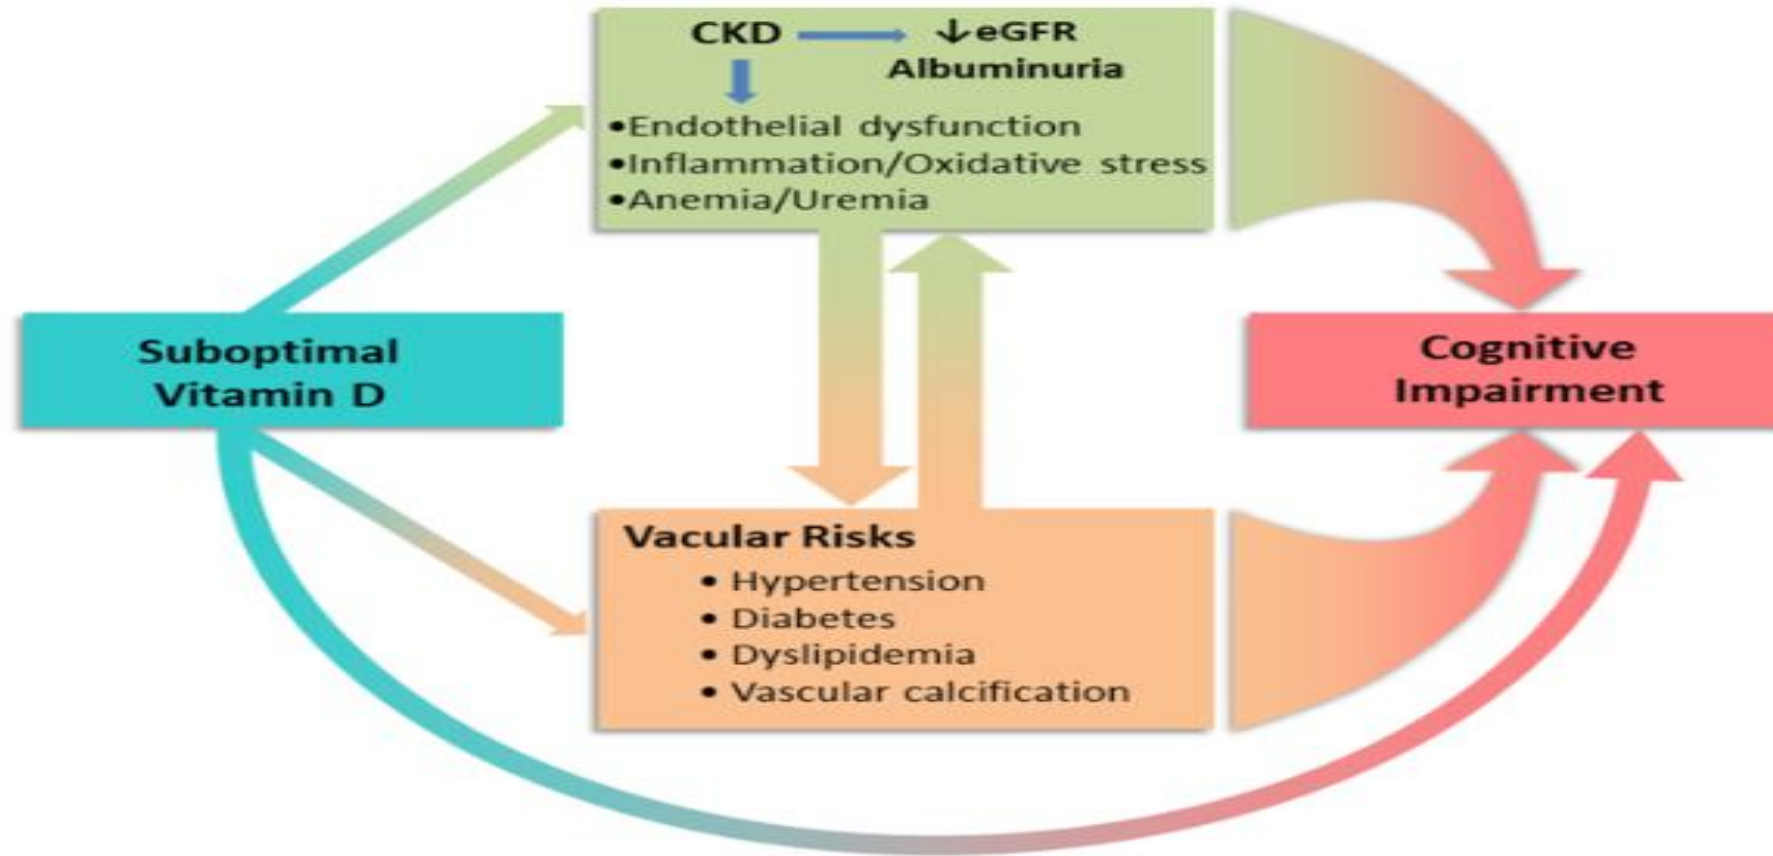 CKD ↓eGFR
Albuminuria
•Endothelial dysfunction
•Inflammation/Oxidative stress
•Anemia/Uremia
Suboptimal
Vitamin D
Cognitive
Impairment
Vacular Risks
• Hypertension
• Diabetes
• Dyslipidemia
• Vascular calcification